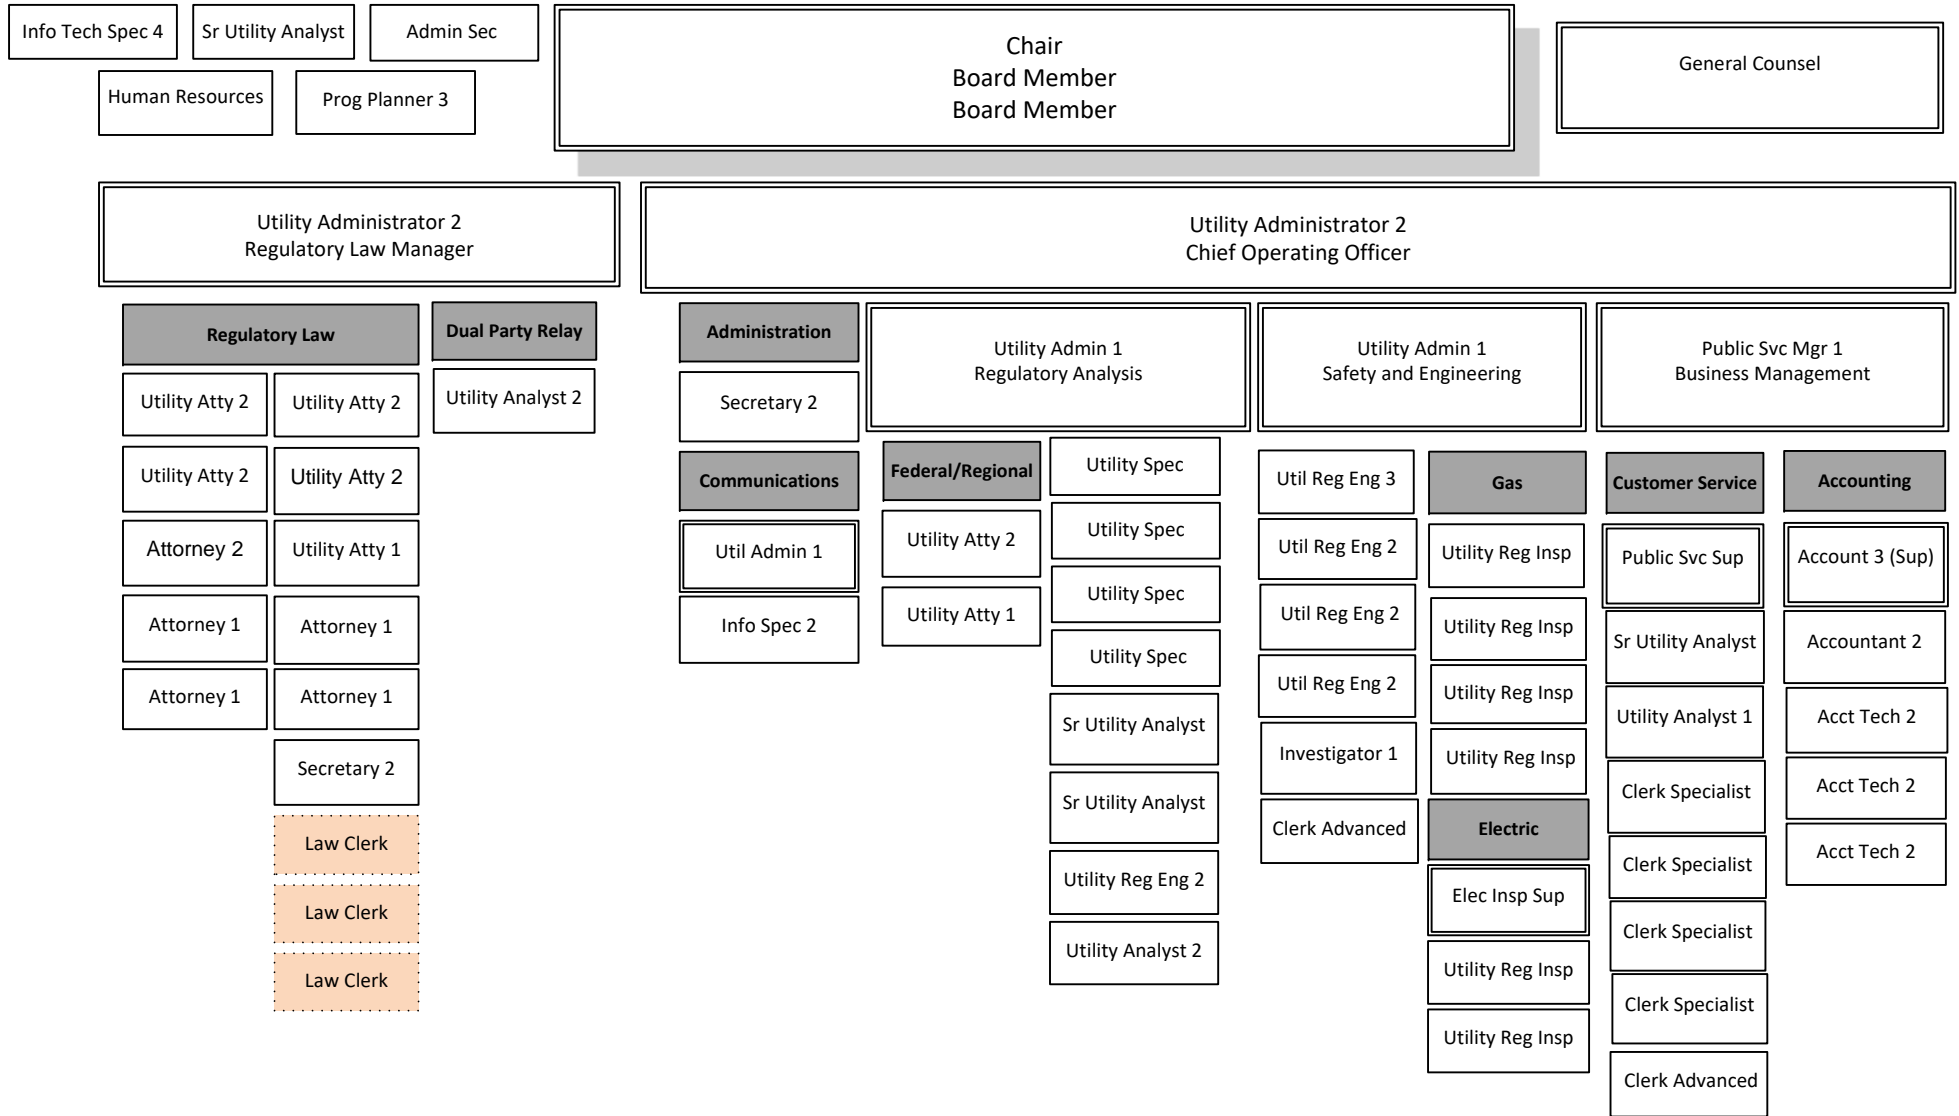 Info Tech Spec 4
Sr Utility Analyst
Admin Sec
Human Resources
Prog Planner 3
Chair
Board Member
Board Member
General Counsel
Utility Administrator 2
Regulatory Law Manager
Utility Administrator 2
Chief Operating Officer
Regulatory Law
Utility Atty 2
Utility Atty 2
Utility Atty 2
Utility Atty 2
Attorney 2
Utility Atty 1
Attorney 1
Attorney 1
Attorney 1
Attorney 1
Secretary 2
Law Clerk
Law Clerk
Law Clerk
Dual Party Relay
Utility Analyst 2
Administration
Secretary 2
Communications
Util Admin 1
Info Spec 2
Utility Admin 1
Regulatory Analysis
Federal/Regional
Utility Atty 2
Utility Atty 1
Utility Spec
Utility Spec
Utility Spec
Utility Spec
Sr Utility Analyst
Sr Utility Analyst
Utility Reg Eng 2
Utility Analyst 2
Utility Admin 1
Safety and Engineering
Util Reg Eng 3
Util Reg Eng 2
Util Reg Eng 2
Util Reg Eng 2
Investigator 1
Clerk Advanced
Gas
Utility Reg Insp
Utility Reg Insp
Utility Reg Insp
Utility Reg Insp
Electric
Elec Insp Sup
Utility Reg Insp
Utility Reg Insp
Public Svc Mgr 1
Business Management
Customer Service
Public Svc Sup
Sr Utility Analyst
Utility Analyst 1
Clerk Specialist
Clerk Specialist
Clerk Specialist
Clerk Specialist
Clerk Advanced
Accounting
Account 3 (Sup)
Accountant 2
Acct Tech 2
Acct Tech 2
Acct Tech 2